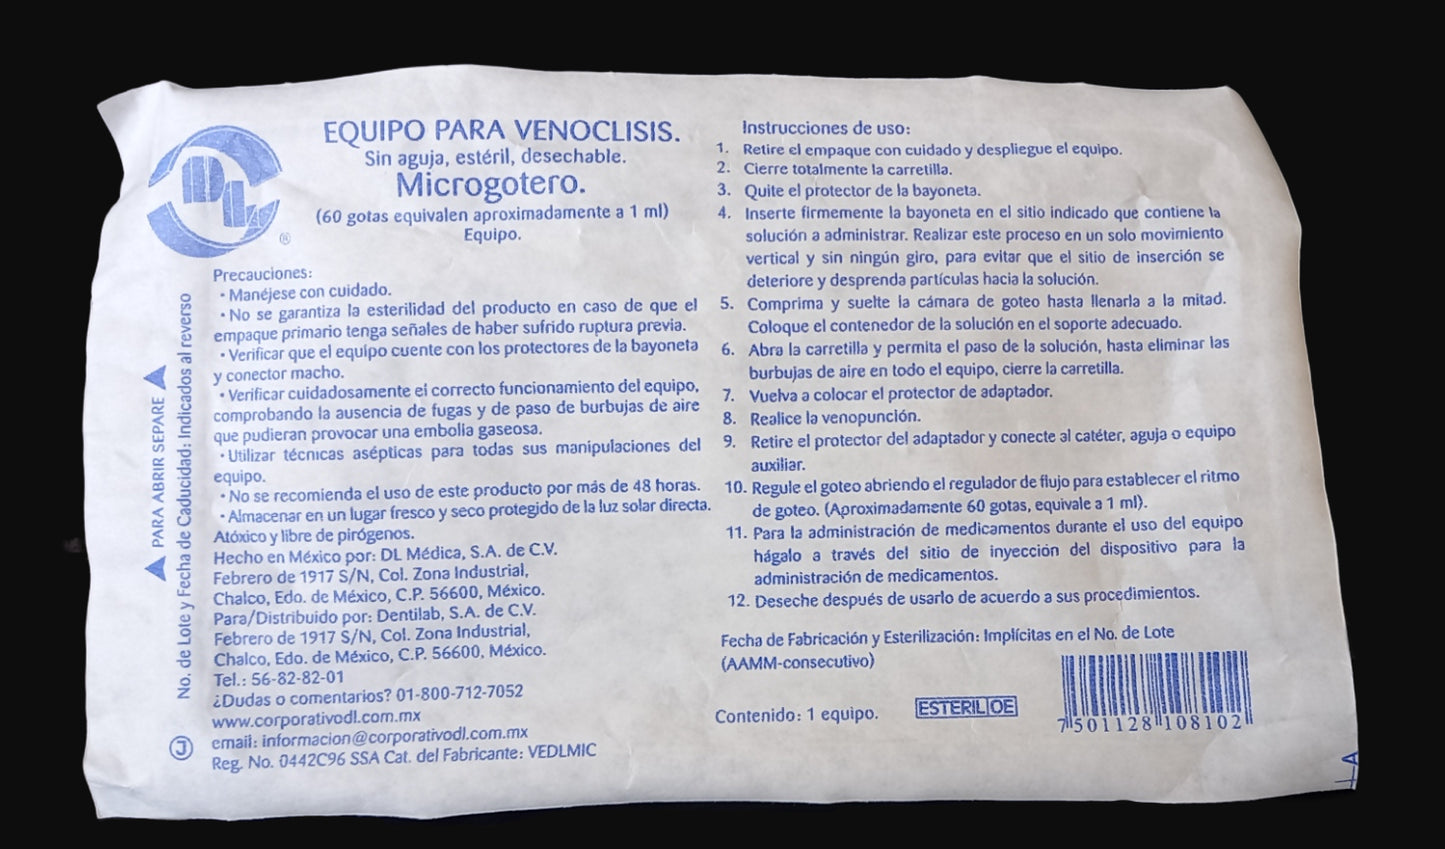 DL
®
EQUIPO PARA VENOCLISIS.
Sin aguja, estéril, desechable.
Microgotero.
(60 gotas equivalen aproximadamente a 1 ml)
Equipo.
Precauciones:
• Manéjese con cuidado.
• No se garantiza la esterilidad del producto en caso de que el
empaque primario tenga señales de haber sufrido ruptura previa.
• Verificar que el equipo cuente con los protectores de la bayoneta
y conector macho.
• Verificar cuidadosamente el correcto funcionamiento del equipo,
comprobando la ausencia de fugas y de paso de burbujas de aire
que pudieran provocar una embolia gaseosa.
• Utilizar técnicas asépticas para todas sus manipulaciones del
equipo.
• No se recomienda el uso de este producto por más de 48 horas.
• Almacenar en un lugar fresco y seco protegido de la luz solar directa.
Atóxico y libre de pirógenos.
Hecho en México por: DL Médica, S.A. de C.V.
Febrero de 1917 S/N, Col. Zona Industrial,
Chalco, Edo. de México, C.P. 56600, México.
Para/Distribuido por: Dentilab, S.A. de C.V.
Febrero de 1917 S/N, Col. Zona Industrial,
Chalco, Edo. de México, C.P. 56600, México.
Tel.: 56-82-82-01
¿Dudas o comentarios? 01-800-712-7052
www.corporativodl.com.mx
email: informacion@corporativodl.com.mx
Reg. No. 0442C96 SSA Cat. del Fabricante: VEDLMIC
J
▲ PARA ABRIR SEPARE ▲
No. de Lote y Fecha de Caducidad: Indicados al reverso
Instrucciones de uso:
1. Retire el empaque con cuidado y despliegue el equipo.
2. Cierre totalmente la carretilla.
3. Quite el protector de la bayoneta.
4. Inserte firmemente la bayoneta en el sitio indicado que contiene la
solución a administrar. Realizar este proceso en un solo movimiento
vertical y sin ningún giro, para evitar que el sitio de inserción se
deteriore y desprenda partículas hacia la solución.
5. Comprima y suelte la cámara de goteo hasta llenarla a la mitad.
Coloque el contenedor de la solución en el soporte adecuado.
6. Abra la carretilla y permita el paso de la solución, hasta eliminar las
burbujas de aire en todo el equipo, cierre la carretilla.
7. Vuelva a colocar el protector de adaptador.
8. Realice la venopunción.
9. Retire el protector del adaptador y conecte al catéter, aguja o equipo
auxiliar.
10. Regule el goteo abriendo el regulador de flujo para establecer el ritmo
de goteo. (Aproximadamente 60 gotas, equivale a 1 ml).
11. Para la administración de medicamentos durante el uso del equipo
hágalo a través del sitio de inyección del dispositivo para la
administración de medicamentos.
12. Deseche después de usarlo de acuerdo a sus procedimientos.
Fecha de Fabricación y Esterilización: Implícitas en el No. de Lote
(AAMM-consecutivo)
Contenido: 1 equipo.
ESTERIL OE
7 501128 108102